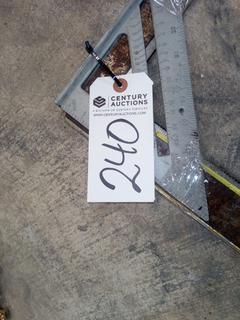 CENTURY
AUCTIONS
A DIVISION OF CENTURY SERVICES
WWW.CENTURYAUCTIONS.COM
240